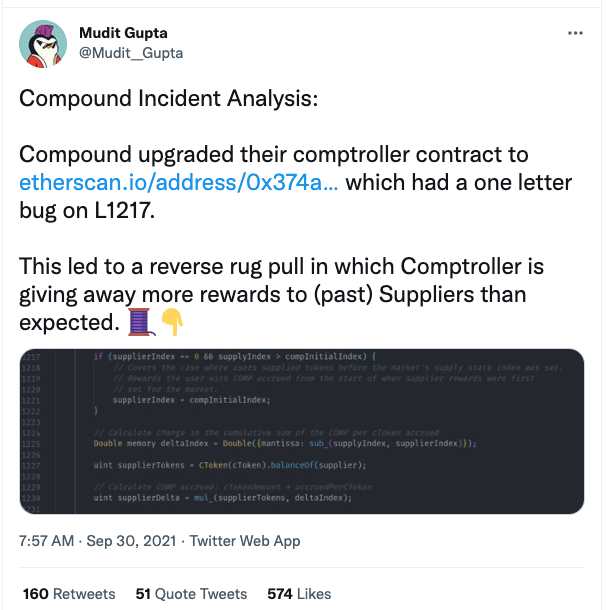 Mudit Gupta
@Mudit__Gupta
Compound Incident Analysis:
Compound upgraded their comptroller contract to
etherscan.io/address/0x374a... which had a one letter
bug on L1217.
This led to a reverse rug pull in which Comptroller is
giving away more rewards to (past) Suppliers than
expected. 🧵👇
1217 if (supplierIndex == 0 && supplyIndex > compInitialIndex) {
1218 // Covers the case where users supplied tokens before the market's supply state index was set.
1219 // Rewards the user with COMP accrued from the start of when supplier rewards were first
1220 // set for the market.
1221 supplierIndex = compInitialIndex;
1222 }
1223
1224 // Calculate change in the cumulative sum of the COMP per cToken accrued
1225 Double memory deltaIndex = Double({mantissa: sub_(supplyIndex, supplierIndex)});
1226
1227 uint supplierTokens = CToken(cToken).balanceOf(supplier);
1228
1229 // Calculate COMP accrued: cTokenAmount * accruedPerCToken
1230 uint supplierDelta = mul_(supplierTokens, deltaIndex);
1231
7:57 AM · Sep 30, 2021 · Twitter Web App
160 Retweets 51 Quote Tweets 574 Likes